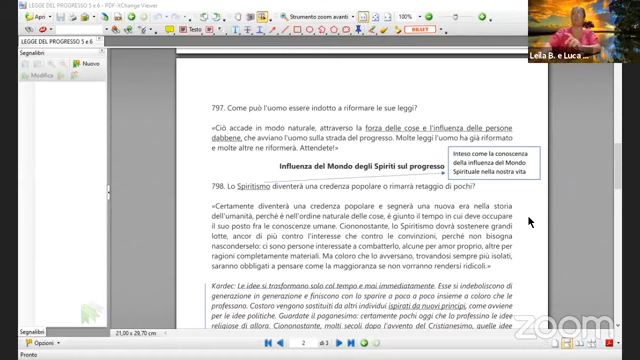 LEGGE DEL PROGRESSO 5 e 6 - PDF-XChange Viewer
Apri
Strumento zoom avanti
100%
Testo
BRAFT
LEGGE DEL PROGRESSO 5 e 6
Segnalibri
Nuovo
Modifica
Leila B. e Luca
797. Come può l'uomo essere indotto a riformare le sue leggi?
«Ciò accade in modo naturale, attraverso la forza delle cose e l'influenza delle persone
dabbene, che avviano l'uomo sulla strada del progresso. Molte leggi l'uomo ha già riformato
e molte altre ne riformerà. Attendete!»
Influenza del Mondo degli Spiriti sul progresso
Inteso come la conoscenza
della influenza del Mondo
Spirituale nella nostra vita
798. Lo Spiritismo diventerà una credenza popolare o rimarrà retaggio di pochi?
«Certamente diventerà una credenza popolare e segnerà una nuova era nella storia
dell'umanità, perché è nell'ordine naturale delle cose, è giunto il tempo in cui deve occupare
il suo posto fra le conoscenze umane. Ciononostante, lo Spiritismo dovrà sostenere grandi
lotte, ancor di più contro l'interesse che contro le convinzioni, perché non bisogna
nasconderselo: ci sono persone interessate a combatterlo, alcune per amor proprio, altre per
ragioni completamente materiali. Ma coloro che lo avversano, trovandosi sempre più isolati,
saranno obbligati a pensare come la maggioranza se non vorranno rendersi ridicoli.»
Kardec: Le idee si trasformano solo col tempo e mai immediatamente. Esse si indeboliscono di
generazione in generazione e finiscono con lo sparire a poco a poco insieme a coloro che le
professano. Costoro vengono sostituiti da altri individui ispirati da nuovi principi, come avviene
per le idee politiche. Guardate il paganesimo: certamente pochi oggi che lo professino le idee
religiose di allora. Ciononostante, molti secoli dopo l'avvento del Cristianesimo, quelle idee
Segnalibri
21,00 x 29,70 cm
Opzioni
2
di 3
Pronto
zoom